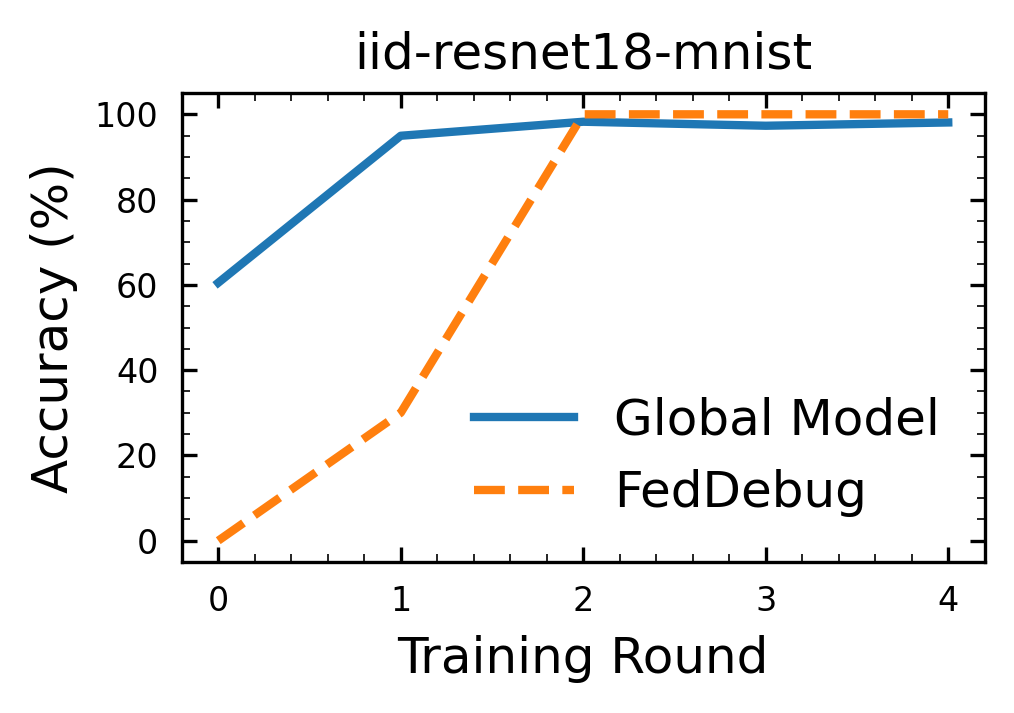 iid-resnet18-mnist
Accuracy (%)
100
80
60
40
20
0
Global Model
FedDebug
0 1 2 3 4
Training Round